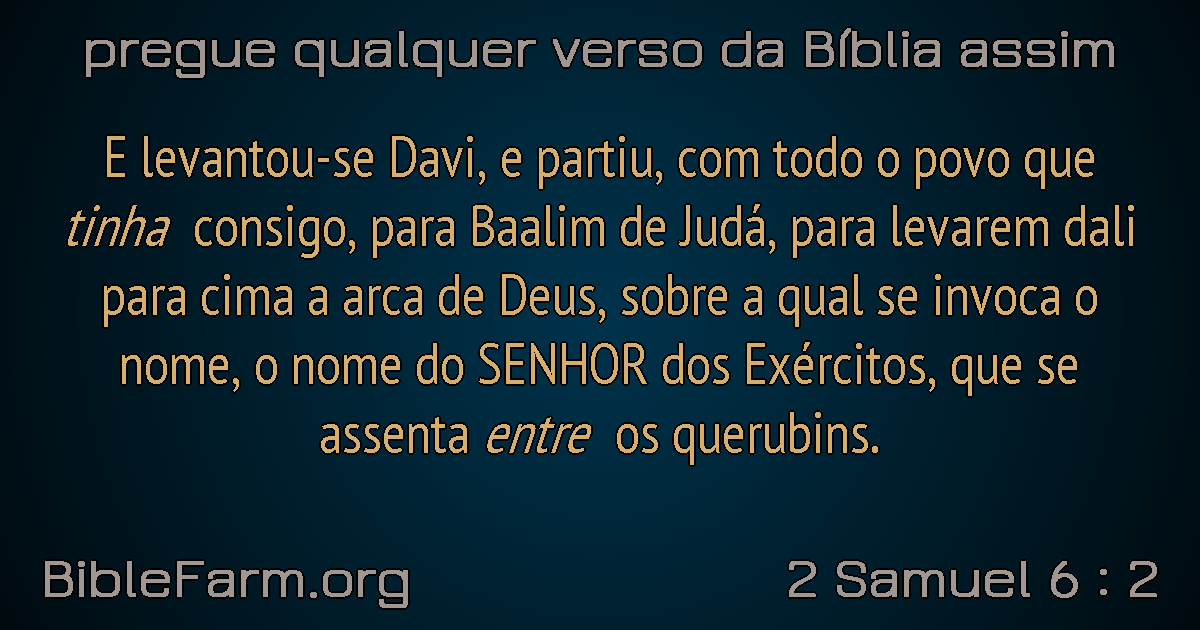 pregue qualquer verso da Bíblia assim
E levantou-se Davi, e partiu, com todo o povo que
tinha consigo, para Baalim de Judá, para levarem dali
para cima a arca de Deus, sobre a qual se invoca o
nome, o nome do SENHOR dos Exércitos, que se
assenta entre os querubins.
BibleFarm.org
2 Samuel 6 : 2